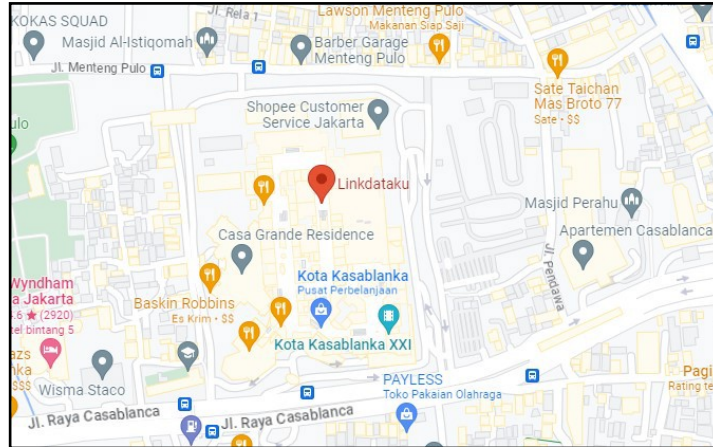 KOKAS SQUAD
Jl. Rela 1
Lawson Menteng Pulo
Makanan Siap Saji
Masjid Al-Istiqomah
Barber Garage
Menteng Pulo
Jl. Menteng Pulo
Sate Taichan
Mas Broto 77
Sate • $$
Shopee Customer
Service Jakarta
ulo
Linkdataku
Masjid Perahu
Casa Grande Residence
Apartemen Casablanca
Jl. Pendawa
Kota Kasablanka
Pusat Perbelanjaan
Wyndham
a Jakarta
.6 ★ (2920)
tel bintang 5
Baskin Robbins
Es Krim • $$
Kota Kasablanka XXI
azs
nka
$$$
Wisma Staco
PAYLESS
Toko Pakaian Olahraga
Pagi
Rating te
Jl. Raya Casablanca
Jl. Raya Casablanca